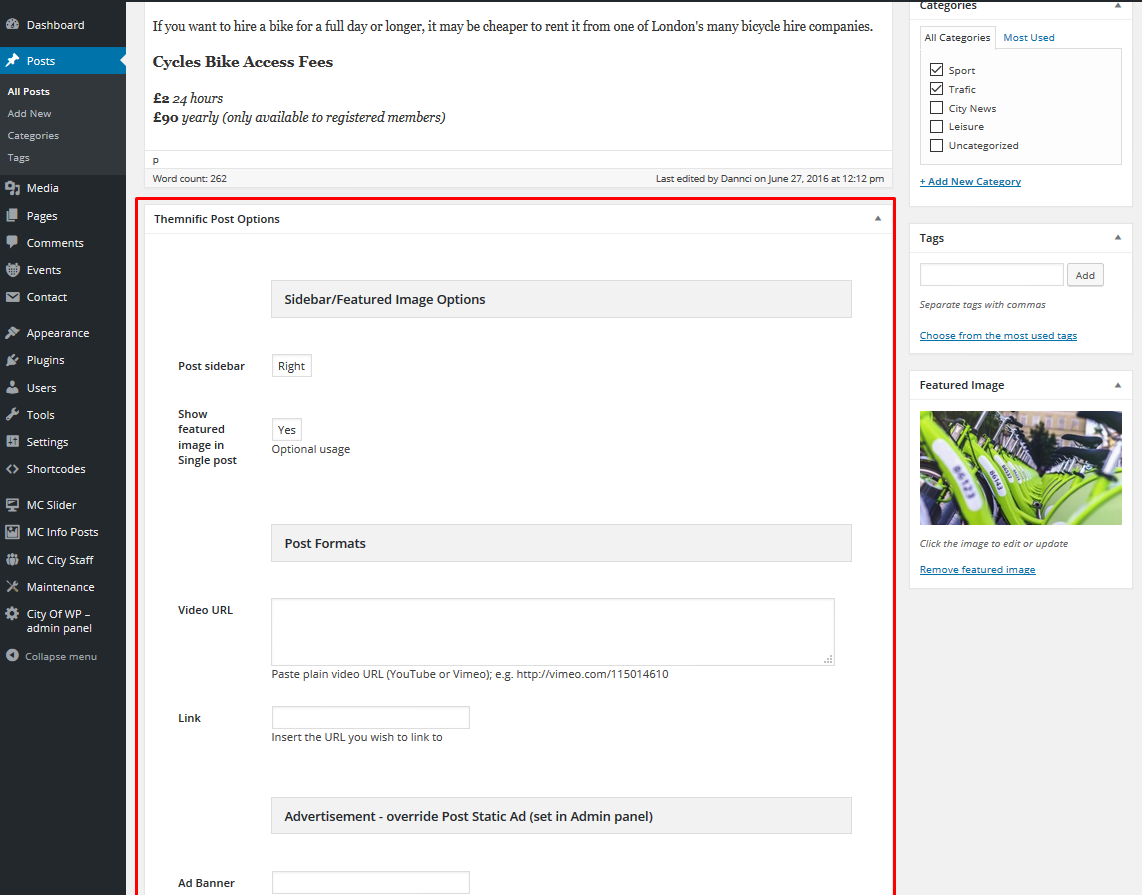 Dashboard
Posts
All Posts
Add New
Categories
Tags
Media
Pages
Comments
Events
Contact
Appearance
Plugins
Users
Tools
Settings
Shortcodes
MC Slider
MC Info Posts
MC City Staff
Maintenance
City Of WP –
admin panel
Collapse menu
If you want to hire a bike for a full day or longer, it may be cheaper to rent it from one of London's many bicycle hire companies.
Cycles Bike Access Fees
£2 24 hours
£90 yearly (only available to registered members)
p
Word count: 262
Last edited by Dannci on June 27, 2016 at 12:12 pm
Themnific Post Options
Sidebar/Featured Image Options
Post sidebar
Right
Show
featured
image in
Single post
Yes
Optional usage
Post Formats
Video URL
Paste plain video URL (YouTube or Vimeo); e.g. http://vimeo.com/115014610
Link
Insert the URL you wish to link to
Advertisement - override Post Static Ad (set in Admin panel)
Ad Banner
Categories
All Categories
Most Used
Sport
Trafic
City News
Leisure
Uncategorized
+ Add New Category
Tags
Add
Separate tags with commas
Choose from the most used tags
Featured Image
Click the image to edit or update
Remove featured image